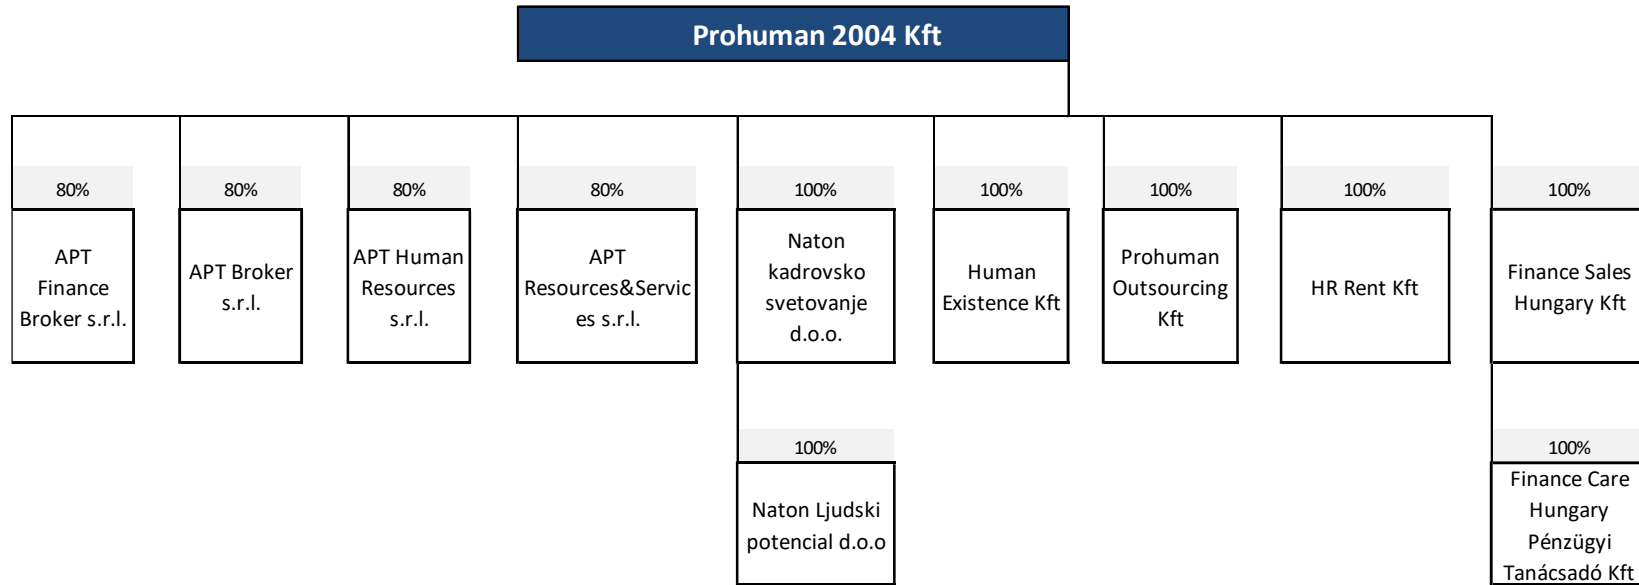 Prohuman 2004 Kft
80%
80%
80%
80%
100%
100%
100%
100%
100%
APT
Finance
Broker s.r.l.
APT Broker
s.r.l.
APT Human
Resources
s.r.l.
APT
Resources&Servic
es s.r.l.
Naton
kadrovsko
svetovanje
d.o.o.
Human
Existence Kft
Prohuman
Outsourcing
Kft
HR Rent Kft
Finance Sales
Hungary Kft
100%
100%
Naton Ljudski
potencial d.o.o
Finance Care
Hungary
Pénzügyi
Tanácsadó Kft